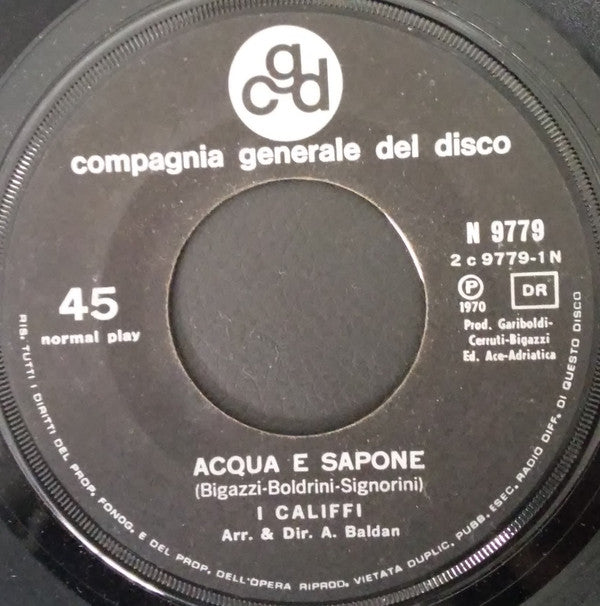 cgd
compagnia generale del disco
N 9779
2 c 9779-1N
Ⓟ DR
1970
Prod. Gariboldi-
Cerruti-Bigazzi
Ed. Ace-Adriatica
45
normal play
ACQUA E SAPONE
(Bigazzi-Boldrini-Signorini)
I CALIFFI
Arr. & Dir. A. Baldan
RIS. TUTTI I DIRITTI DEL PROP. FONOG. E DEL PROP. DELL'OPERA RIPROD. VIETATA DUPLIC. PUBB. ESEC. RADIO DIFF. DI QUESTO DISCO